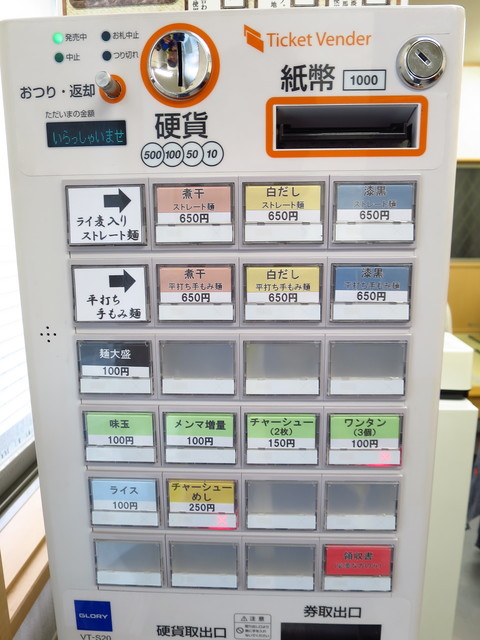 発売中
お札中止
中止
つり切れ
Ticket Vender
おつり・返却
ただいまの金額
いらっしゃいませ
硬貨
500 100 50 10
紙幣 1000
ライ麦入り
ストレート麺
煮干
ストレート麺
650円
白だし
ストレート麺
650円
漆黒
ストレート麺
650円
平打ち
手もみ麺
煮干
平打ち手もみ麺
650円
白だし
平打ち手もみ麺
650円
漆黒
平打ち手もみ麺
650円
麺大盛
100円
味玉
100円
メンマ増量
100円
チャーシュー
(2枚)
150円
ワンタン
(3個)
100円
ライス
100円
チャーシュー
めし
250円
領収書
GLORY
VT-S20
硬貨取出口
注意
券取出口